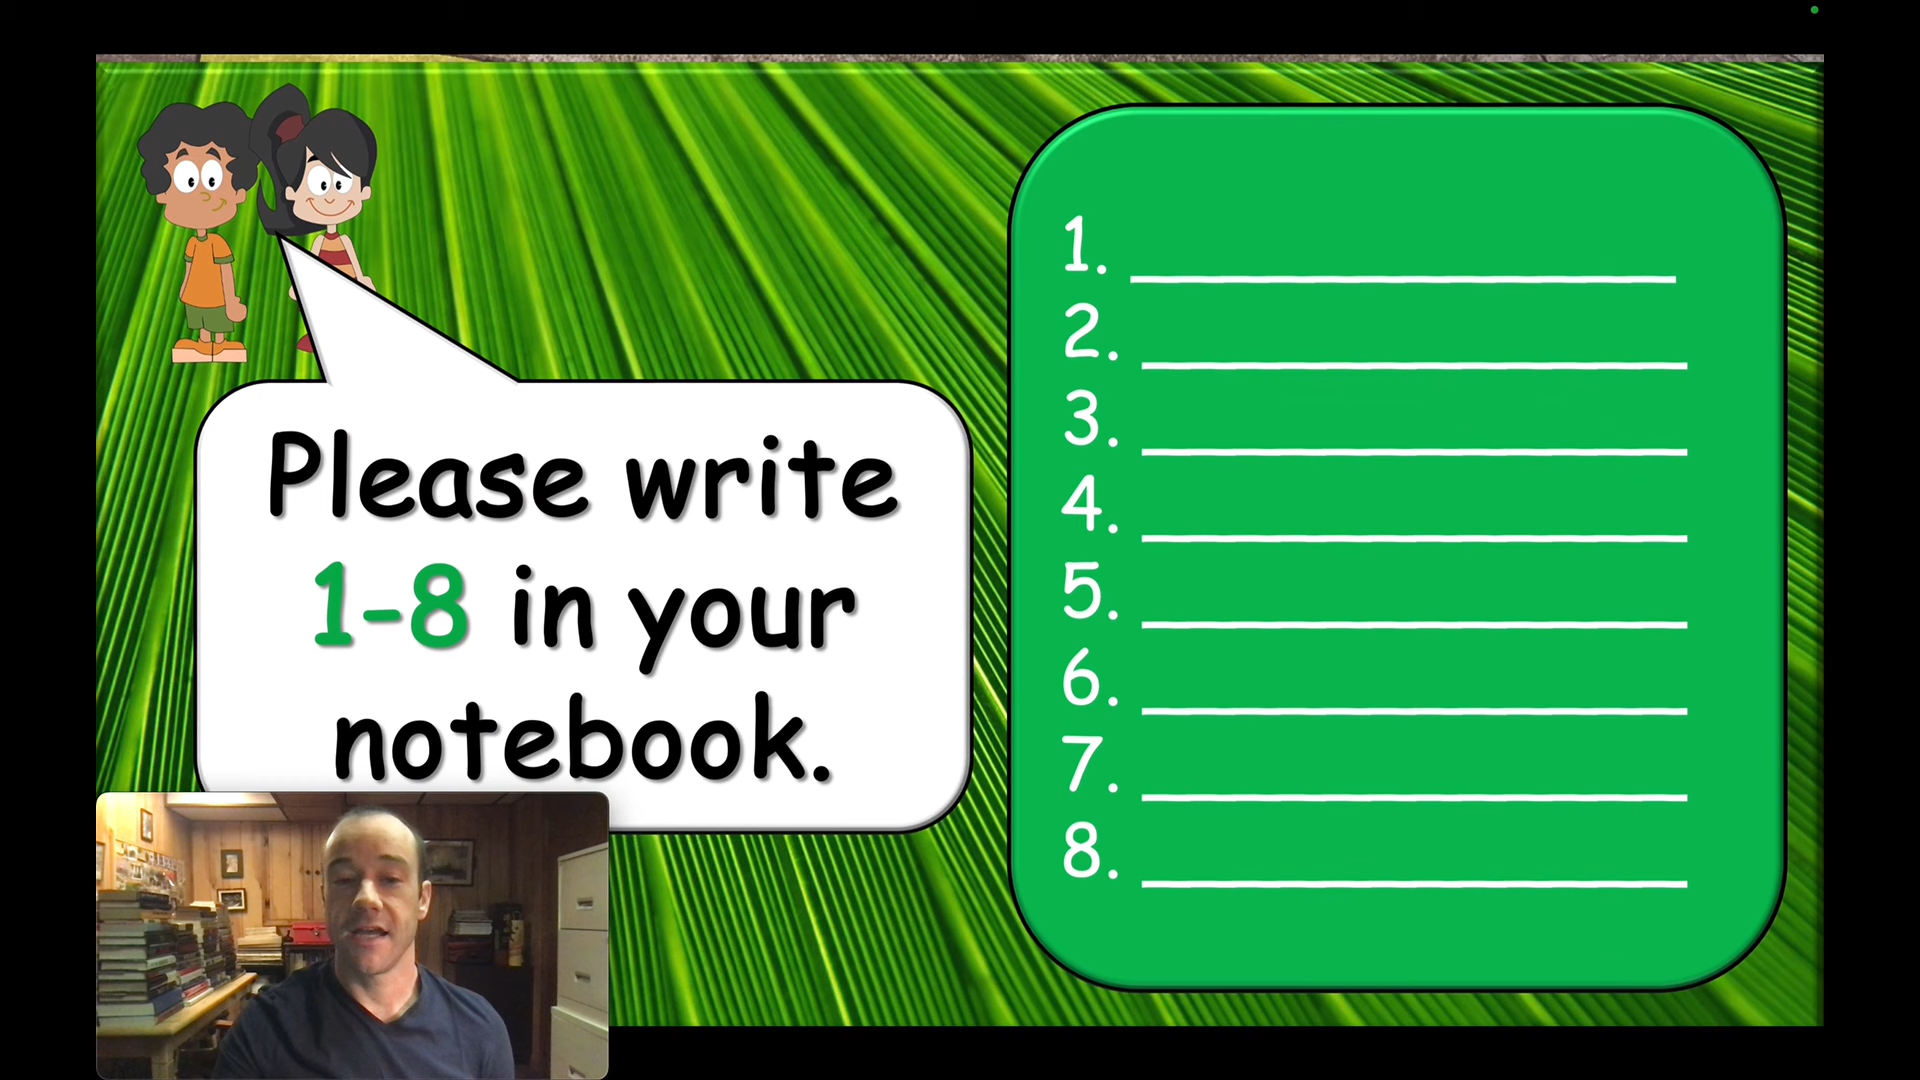 Please write
1-8 in your
notebook.
1.
2.
3.
4.
5.
6.
7.
8.